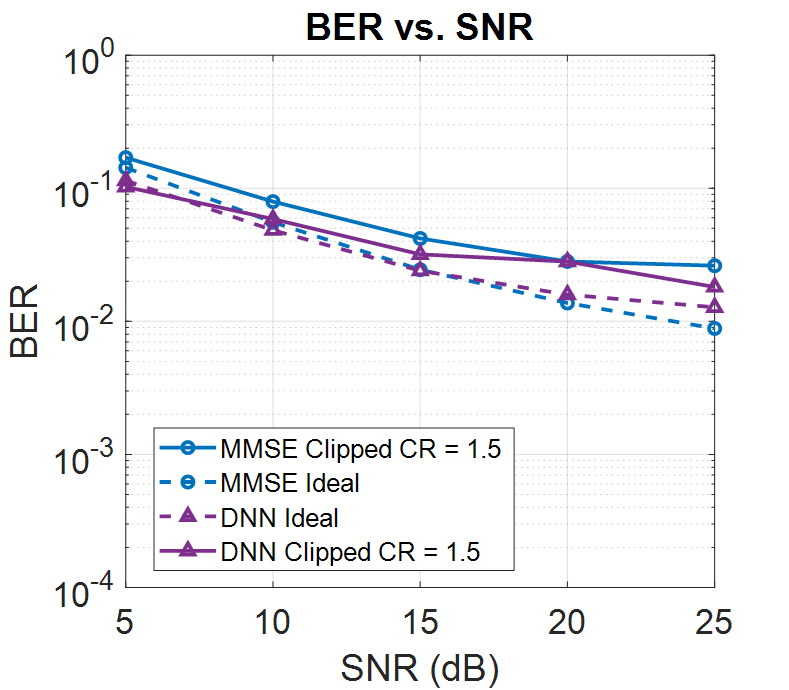 BER vs. SNR
10^0
10^-1
10^-2
10^-3
10^-4
BER
MMSE Clipped CR = 1.5
MMSE Ideal
DNN Ideal
DNN Clipped CR = 1.5
5 10 15 20 25
SNR (dB)